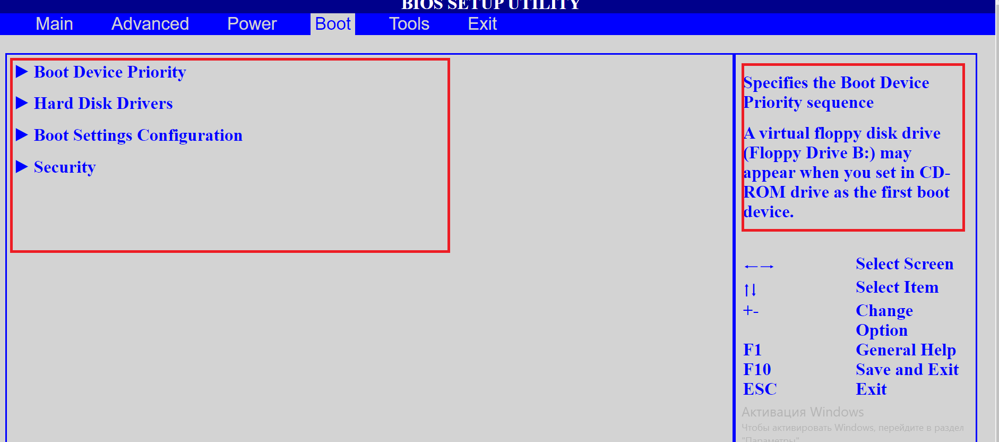 BIOS SETUP UTILITY
Main Advanced Power Boot Tools Exit
Boot Device Priority
Hard Disk Drivers
Boot Settings Configuration
Security
Specifies the Boot Device
Priority sequence
A virtual floppy disk drive
(Floppy Drive B:) may
appear when you set in CD-
ROM drive as the first boot
device.
←→ Select Screen
↑↓ Select Item
+- Change
Option
F1 General Help
F10 Save and Exit
ESC Exit
Активация Windows
Чтобы активировать Windows, перейдите в раздел
"Параметры"